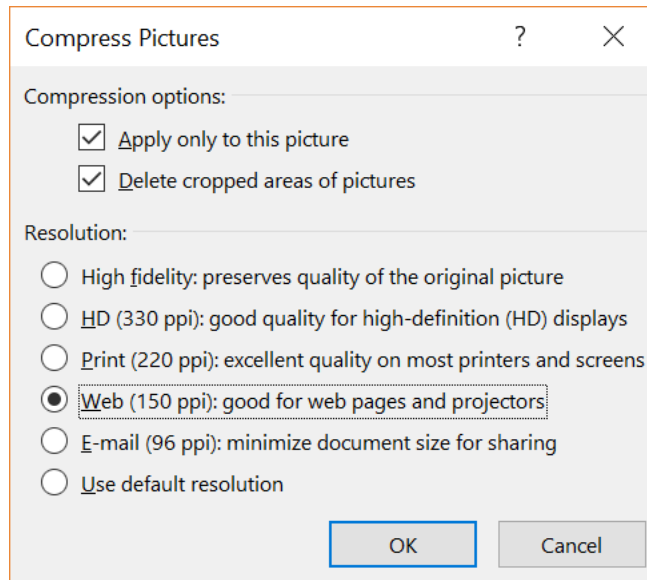 Compress Pictures ?
Compression options:
Apply only to this picture
Delete cropped areas of pictures
Resolution:
High fidelity: preserves quality of the original picture
HD (330 ppi): good quality for high-definition (HD) displays
Print (220 ppi): excellent quality on most printers and screens
Web (150 ppi): good for web pages and projectors
E-mail (96 ppi): minimize document size for sharing
Use default resolution
OK Cancel